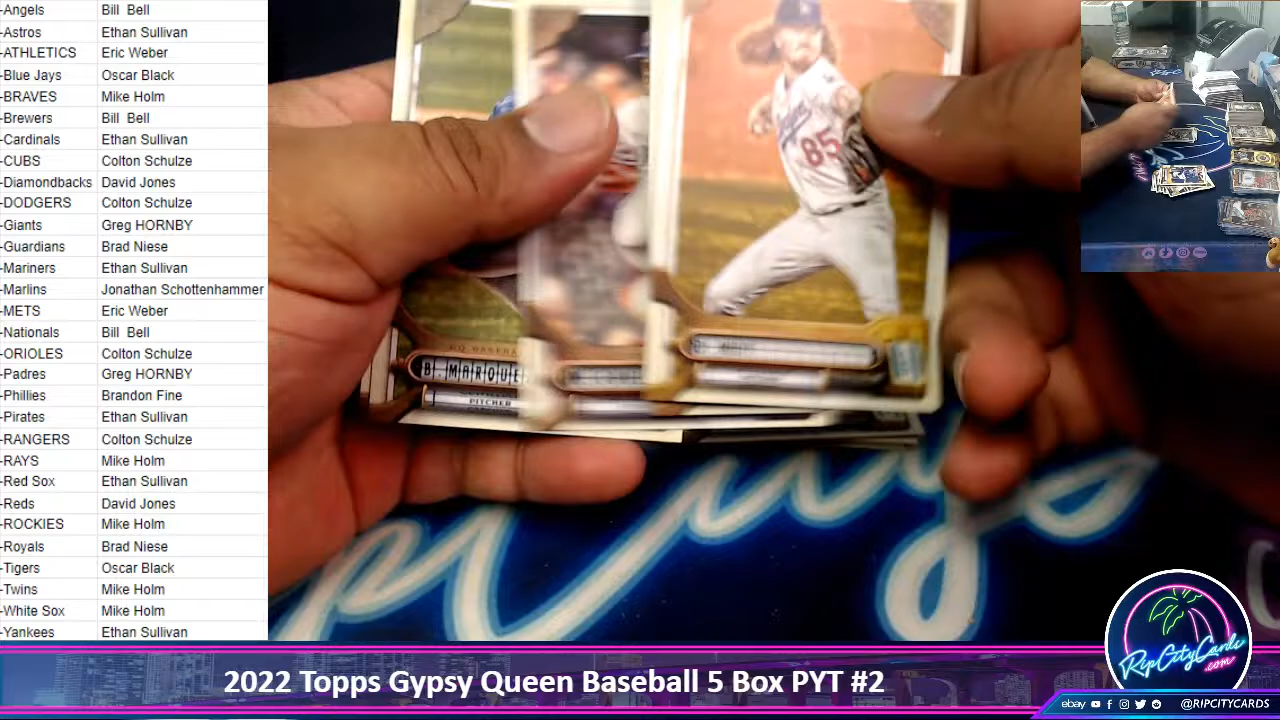 -Angels Bill Bell
-Astros Ethan Sullivan
-ATHLETICS Eric Weber
-Blue Jays Oscar Black
-BRAVES Mike Holm
-Brewers Bill Bell
-Cardinals Ethan Sullivan
-CUBS Colton Schulze
-Diamondbacks David Jones
-DODGERS Colton Schulze
-Giants Greg HORNBY
-Guardians Brad Niese
-Mariners Ethan Sullivan
-Marlins Jonathan Schottenhammer
-METS Eric Weber
-Nationals Bill Bell
-ORIOLES Colton Schulze
-Padres Greg HORNBY
-Phillies Brandon Fine
-Pirates Ethan Sullivan
-RANGERS Colton Schulze
-RAYS Mike Holm
-Red Sox Ethan Sullivan
-Reds David Jones
-ROCKIES Mike Holm
-Royals Brad Niese
-Tigers Oscar Black
-Twins Mike Holm
-White Sox Mike Holm
-Yankees Ethan Sullivan
85
GQ BASEBA
B. MARQUE
PITCHER
RipCityCards
.com
2022 Topps Gypsy Queen Baseball 5 Box PYT #2
ebay @RIPCITYCARDS